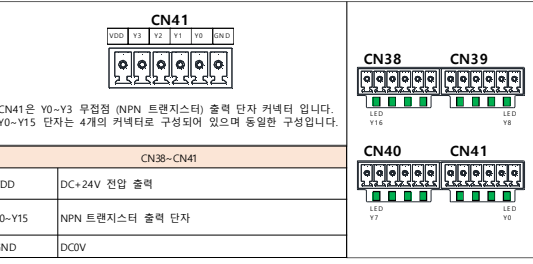 CN41
VDD Y3 Y2 Y1 Y0 GND
CN41은 Y0~Y3 무접점 (NPN 트랜지스터) 출력 단자 커넥터 입니다.
Y0~Y15 단자는 4개의 커넥터로 구성되어 있으며 동일한 구성입니다.
CN38~CN41
DD DC+24V 전압 출력
0~Y15 NPN 트랜지스터 출력 단자
ND DC0V
CN38 CN39
LED LED
Y16 Y8
CN40 CN41
LED LED
Y7 Y0